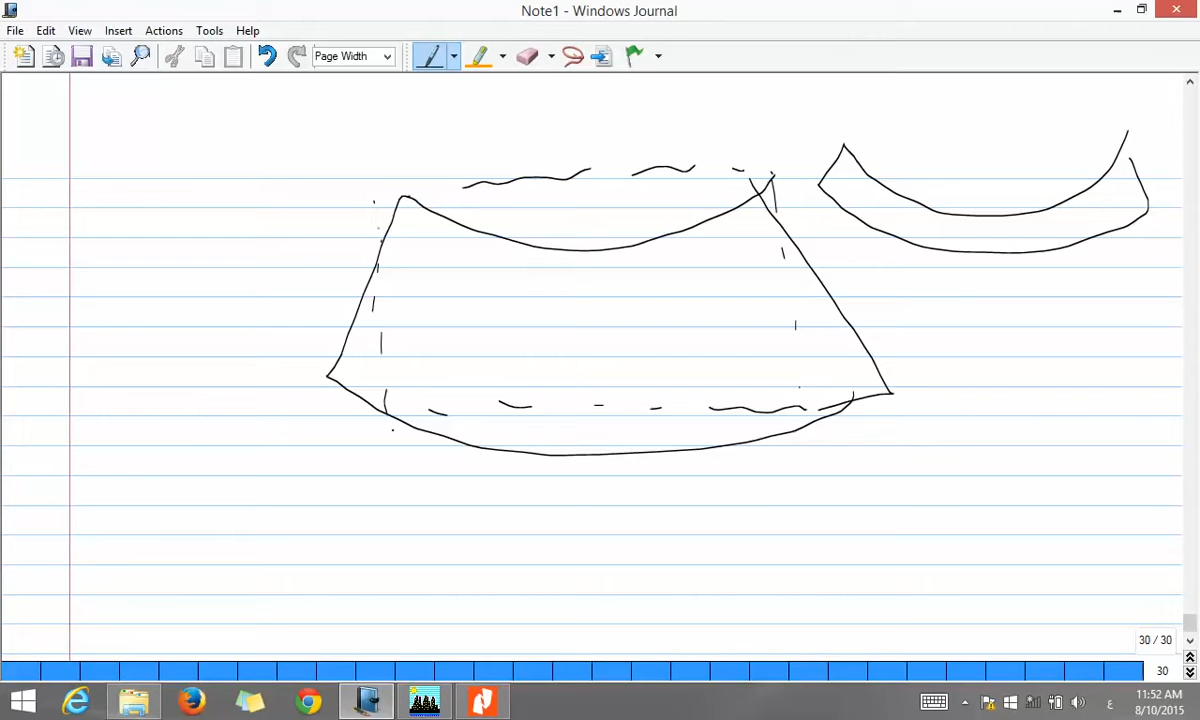 Note1 - Windows Journal
File Edit View Insert Actions Tools Help
Page Width
30 / 30
30
ع
11:52 AM
8/10/2015